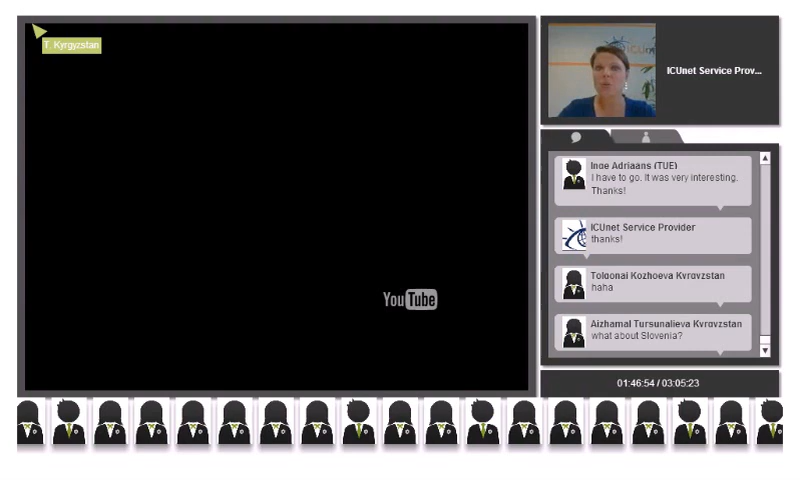 T. Kyrgyzstan
ICUnet Service Prov...
Inge Adriaans (TUE)
I have to go. It was very interesting.
Thanks!
ICUnet Service Provider
thanks!
Tolgonai Kozhoeva Kyrgyzstan
haha
Aizhamal Tursunalieva Kyrgyzstan
what about Slovenia?
YouTube
01:46:54 / 03:05:23